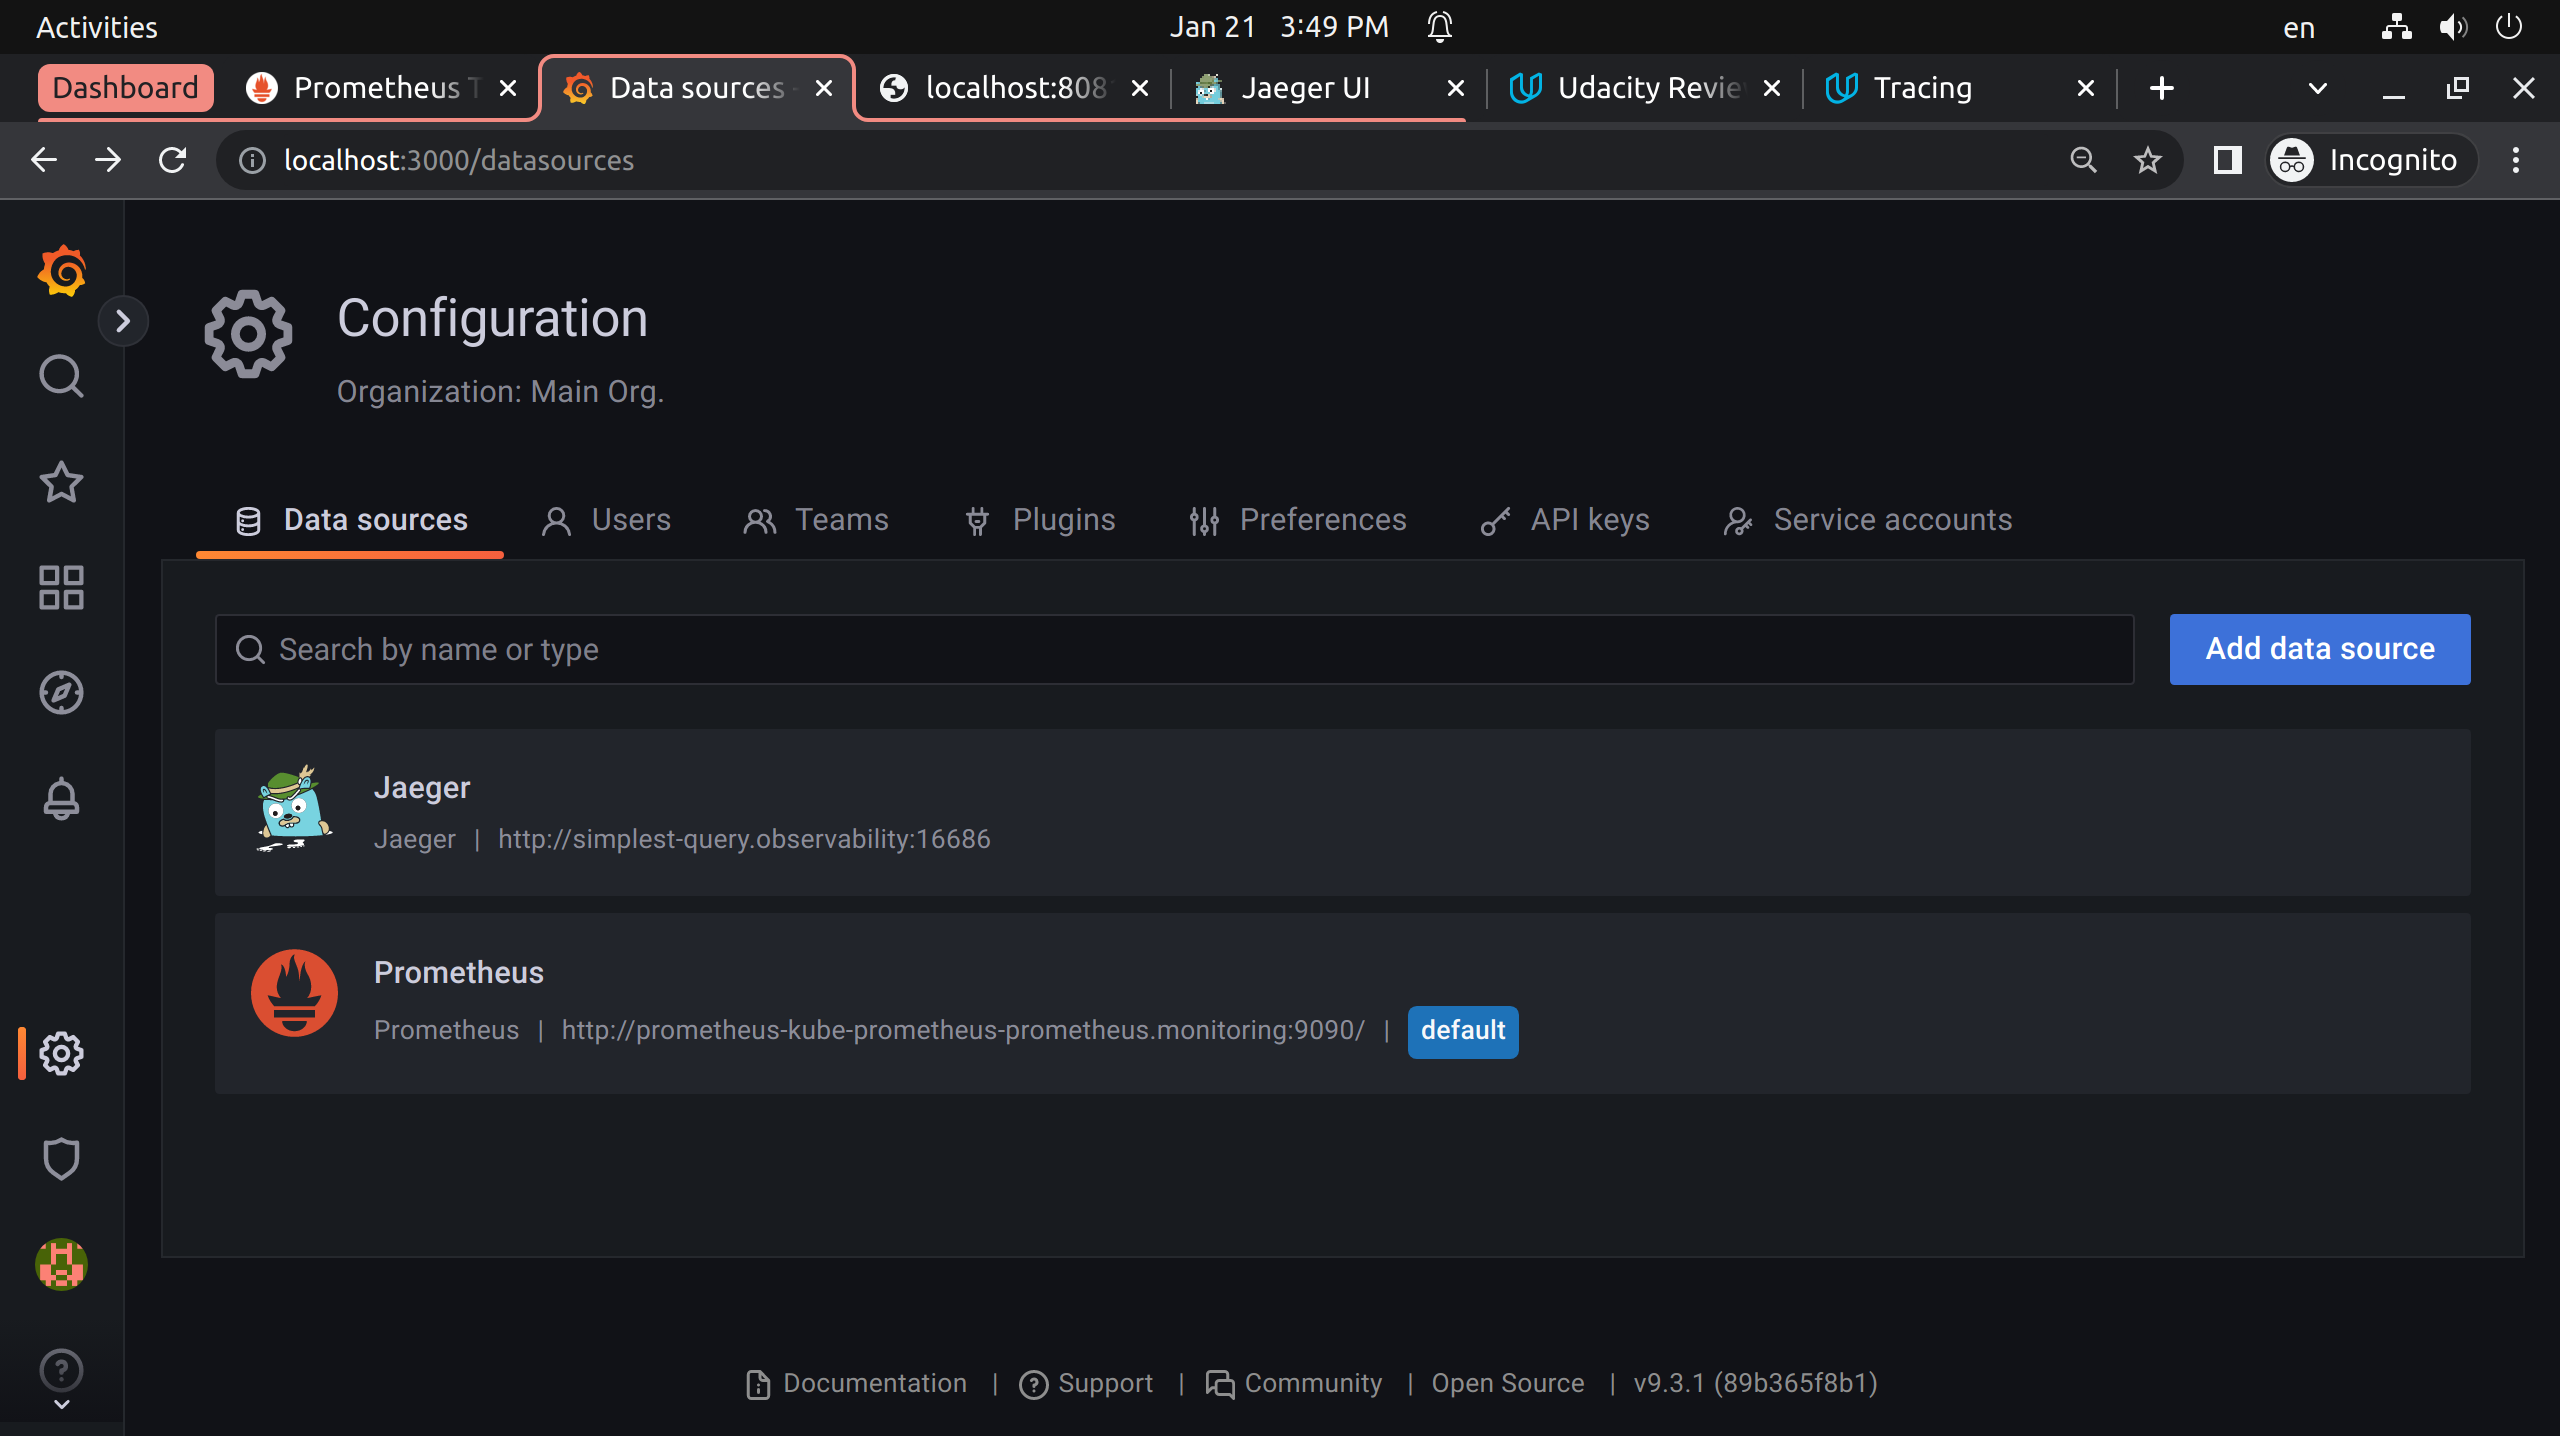 Activities
Jan 21 3:49 PM
en
Dashboard
Prometheus T
Data sources -
localhost:808
Jaeger UI
Udacity Revie
Tracing
localhost:3000/datasources
Incognito
Configuration
Organization: Main Org.
Data sources
Users
Teams
Plugins
Preferences
API keys
Service accounts
Search by name or type
Add data source
Jaeger
Jaeger | http://simplest-query.observability:16686
Prometheus
Prometheus | http://prometheus-kube-prometheus-prometheus.monitoring:9090/ | default
Documentation | Support | Community | Open Source | v9.3.1 (89b365f8b1)